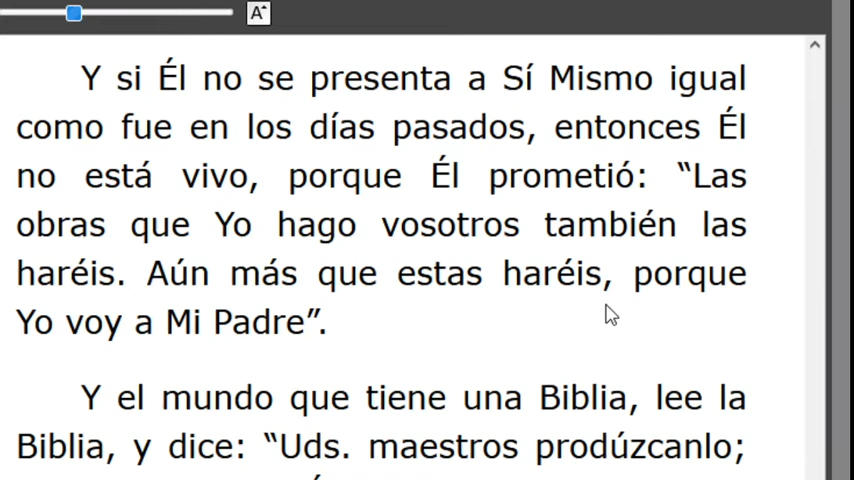 A
Y si Él no se presenta a Sí Mismo igual
como fue en los días pasados, entonces Él
no está vivo, porque Él prometió: “Las
obras que Yo hago vosotros también las
haréis. Aún más que estas haréis, porque
Yo voy a Mi Padre”.
Y el mundo que tiene una Biblia, lee la
Biblia, y dice: “Uds. maestros prodúzcanlo;